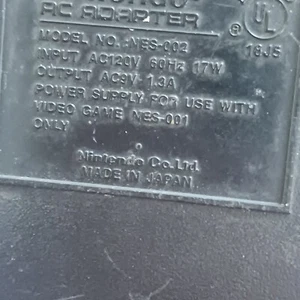 AC ADAPTER
UL
MODEL NO. NES-002
18J5
INPUT AC120V 60Hz 17W
OUTPUT AC9V 1.3A
POWER SUPPLY FOR USE WITH
VIDEO GAME NES-001
ONLY
Nintendo Co.Ltd.
MADE IN JAPAN